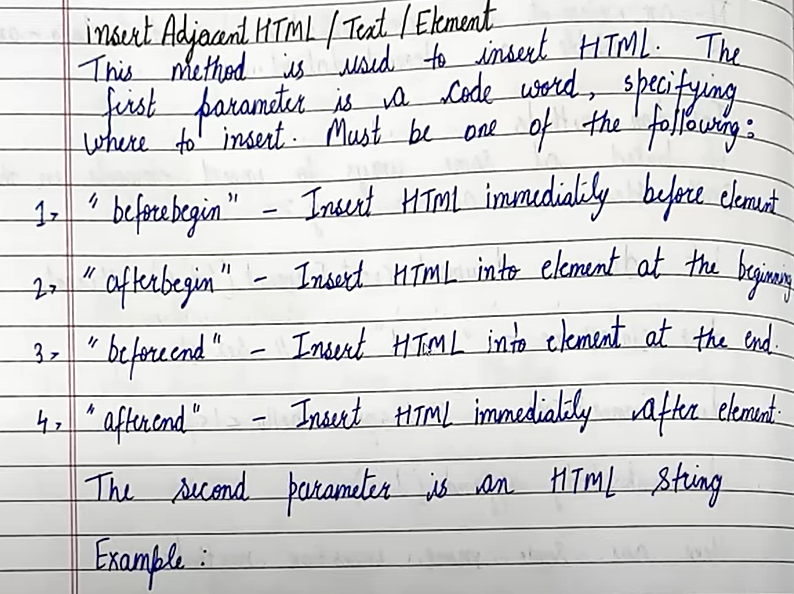 insert Adjacent HTML / Text / Element
This method is used to insert HTML. The
first parameter is a code word, specifying
where to insert. Must be one of the following:
1. "beforebegin" - Insert HTML immediatily before element
2. "afterbegin" - Insert HTML into element at the beginning
3. "beforeend" - Insert HTML into element at the end.
4. "afterend" - Insert HTML immediatily after element.
The second parameter is an HTML string
Example: